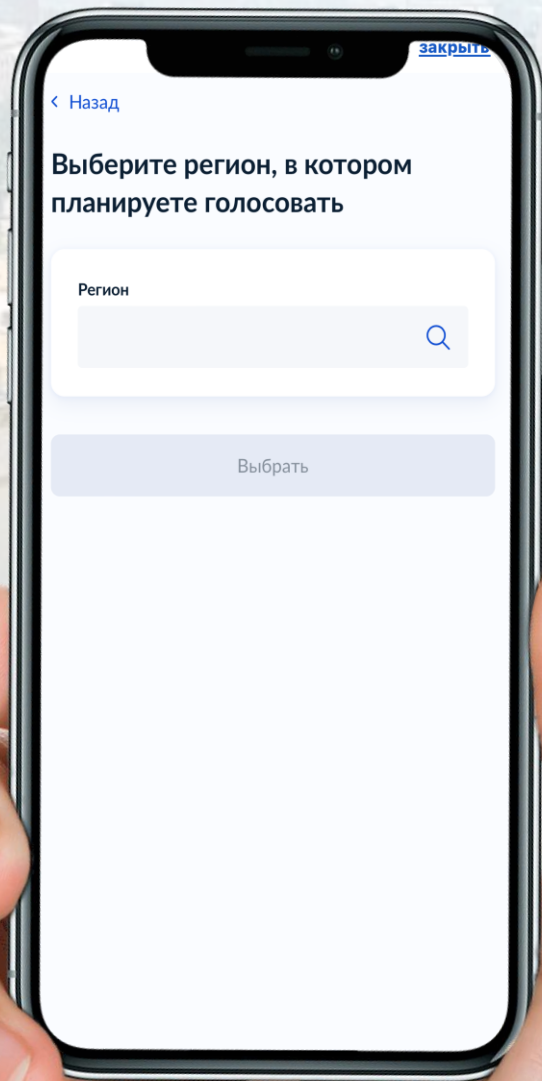 закрыть
Назад
Выберите регион, в котором
планируете голосовать
Регион
Выбрать